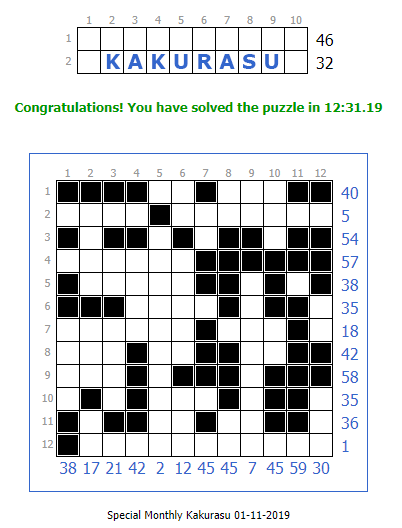 1 2 3 4 5 6 7 8 9 10
1 46
2 KAKURASU 32
Congratulations! You have solved the puzzle in 12:31.19
1 2 3 4 5 6 7 8 9 10 11 12
1 40
2 5
3 54
4 57
5 38
6 35
7 18
8 42
9 58
10 35
11 36
12 1
38 17 21 42 2 12 45 45 7 45 59 30
Special Monthly Kakurasu 01-11-2019